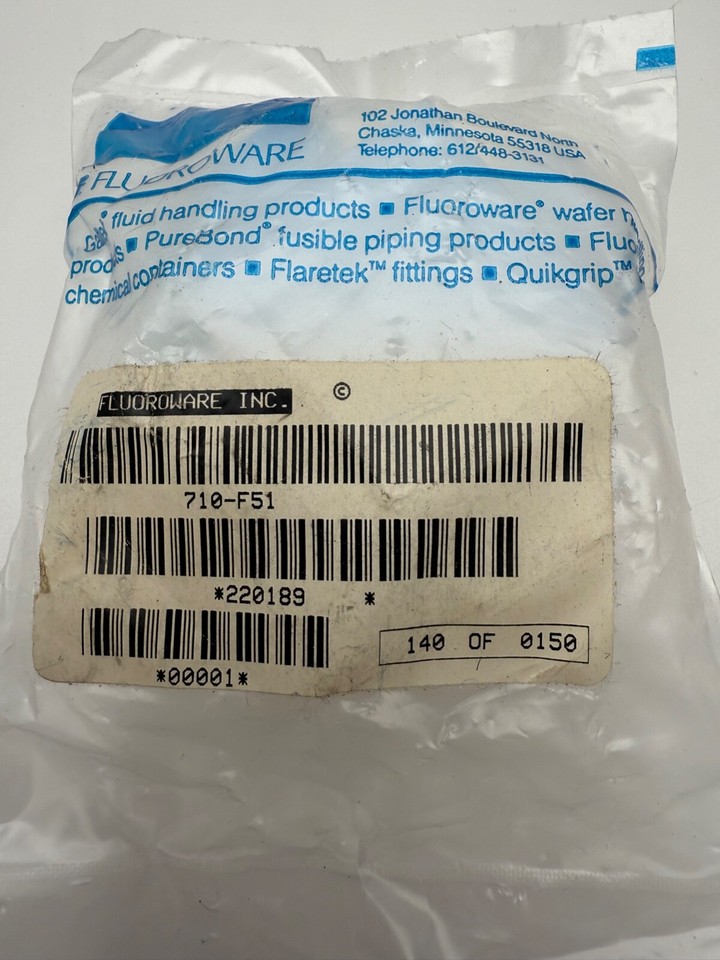 102 Jonathan Boulevard North
Chaska, Minnesota 55318 USA
Telephone: 612/448-3131
FLUOROWARE
fluid handling products ■ Fluoroware® wafer
■ PureBond® fusible piping products ■
chemical containers ■ Flaretek™ fittings ■ Quikgrip™
FLUOROWARE INC. ©
710-F51
*220189 *
140 OF 0150
*00001*